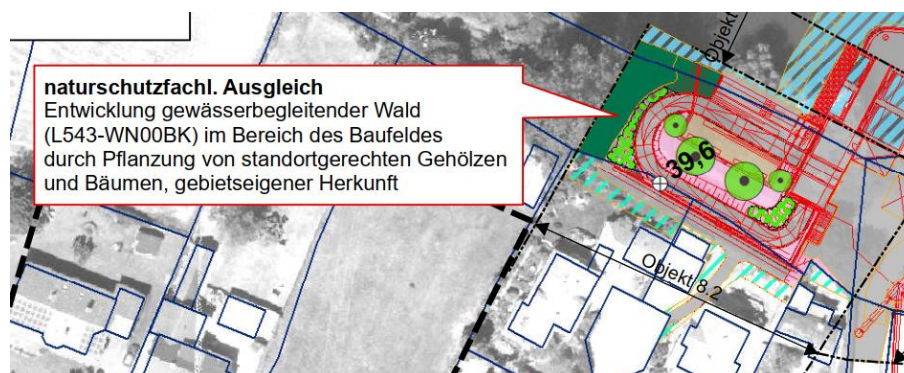 naturschutzfachl. Ausgleich
Entwicklung gewässerbegleitender Wald
(L543-WN00BK) im Bereich des Baufeldes
durch Pflanzung von standortgerechten Gehölzen
und Bäumen, gebietseigener Herkunft
Objekt
39,6
Objekt 8.2